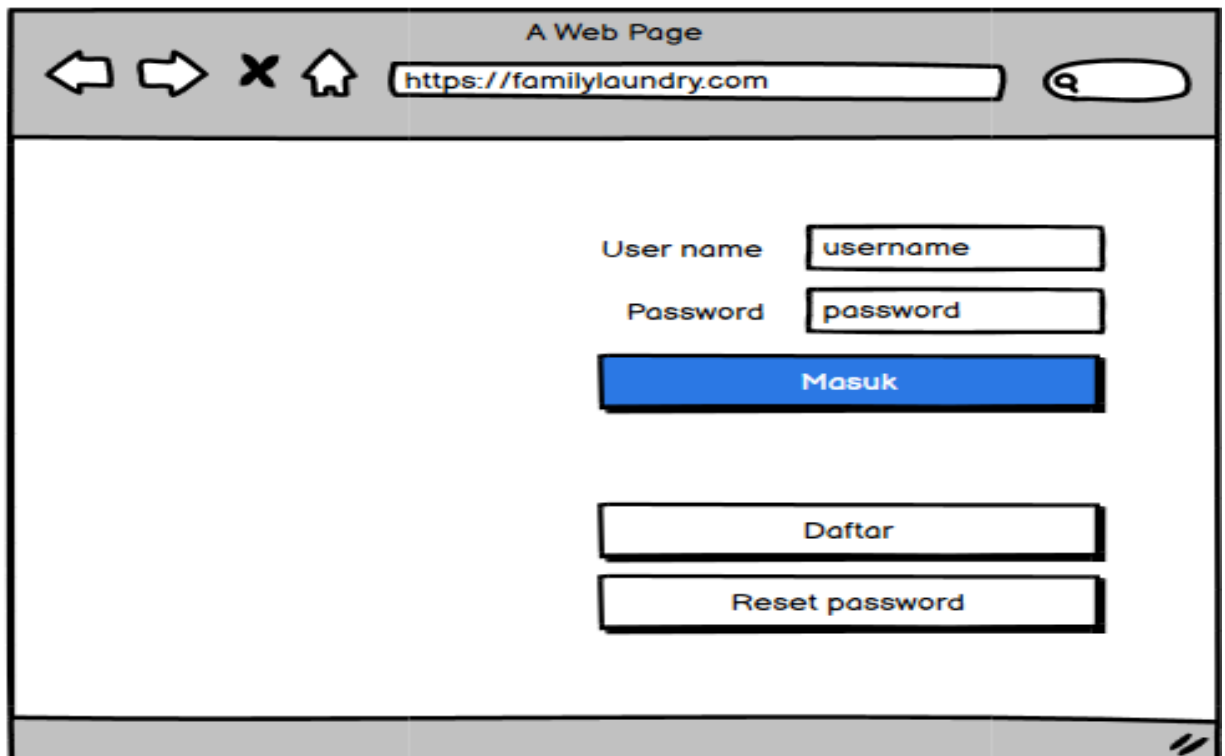 A Web Page
https://familylaundry.com
User name
username
Password
password
Masuk
Daftar
Reset password